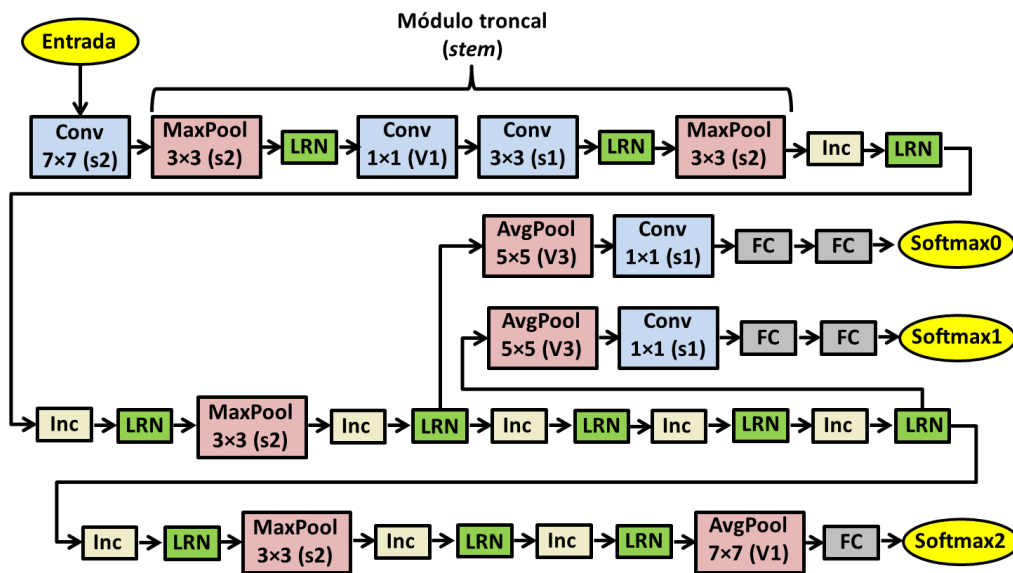 Módulo troncal
(stem)
Entrada
Conv
7×7 (s2)
MaxPool
3×3 (s2)
LRN
Conv
1×1 (V1)
Conv
3×3 (s1)
LRN
MaxPool
3×3 (s2)
Inc
LRN
AvgPool
5×5 (V3)
Conv
1×1 (s1)
FC
FC
Softmax0
AvgPool
5×5 (V3)
Conv
1×1 (s1)
FC
FC
Softmax1
Inc
LRN
MaxPool
3×3 (s2)
Inc
LRN
Inc
LRN
Inc
LRN
Inc
LRN
Inc
LRN
MaxPool
3×3 (s2)
Inc
LRN
Inc
LRN
AvgPool
7×7 (V1)
FC
Softmax2